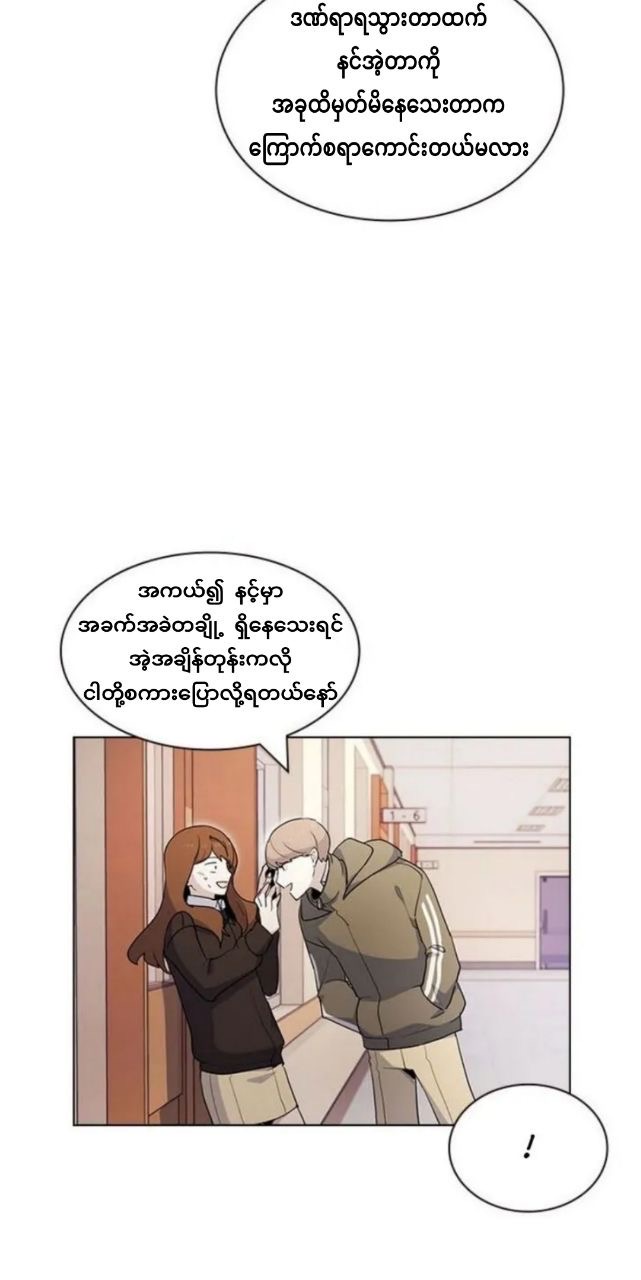 ဒဏ်ရာရသွားတာထက်
နင်အဲ့တာကို
အခုထိမှတ်မိနေသေးတာက
ကြောက်စရာကောင်းတယ်မလား
အကယ်၍ နင့်မှာ
အခက်အခဲတချို့ ရှိနေသေးရင်
အဲ့အချိန်တုန်းကလို
ငါတို့စကားပြောလို့ရတယ်နော်
1 - 6
!